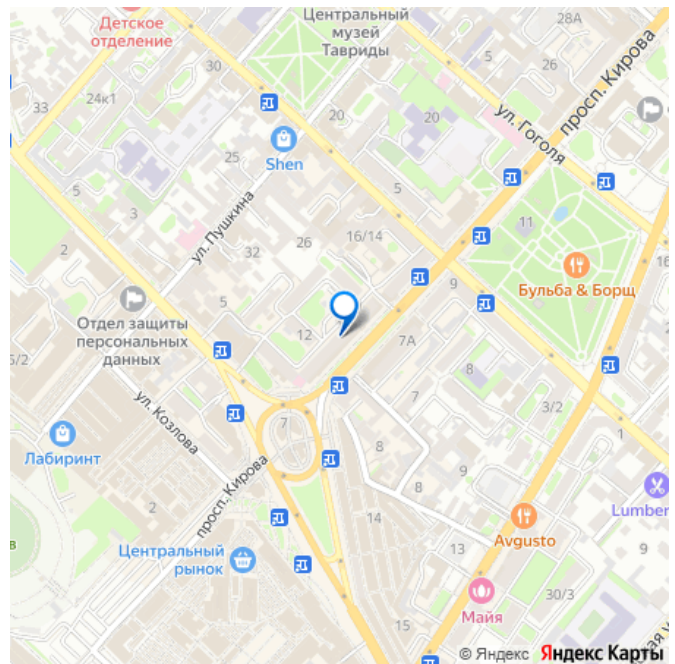 Детское
отделение
Центральный
музей
Тавриды
28А
5
26
30
24к1
33
20
20
ул. Гоголя
просп. Кирова
Shen
25
5
3
5
ул. Пушкина
11
16/14
26
32
2
9
16
Бульба & Борщ
5
12
7А
Отдел защиты
персональных
данных
5/2
8
7
3/2
ул. Козлова
7
8
8
1
Лабиринт
9
просп. Кирова
2
Lumber
14
Avgusto
Центральный
рынок
13
9
в
30/3
Майя
15
© Яндекс Яндекс Карты